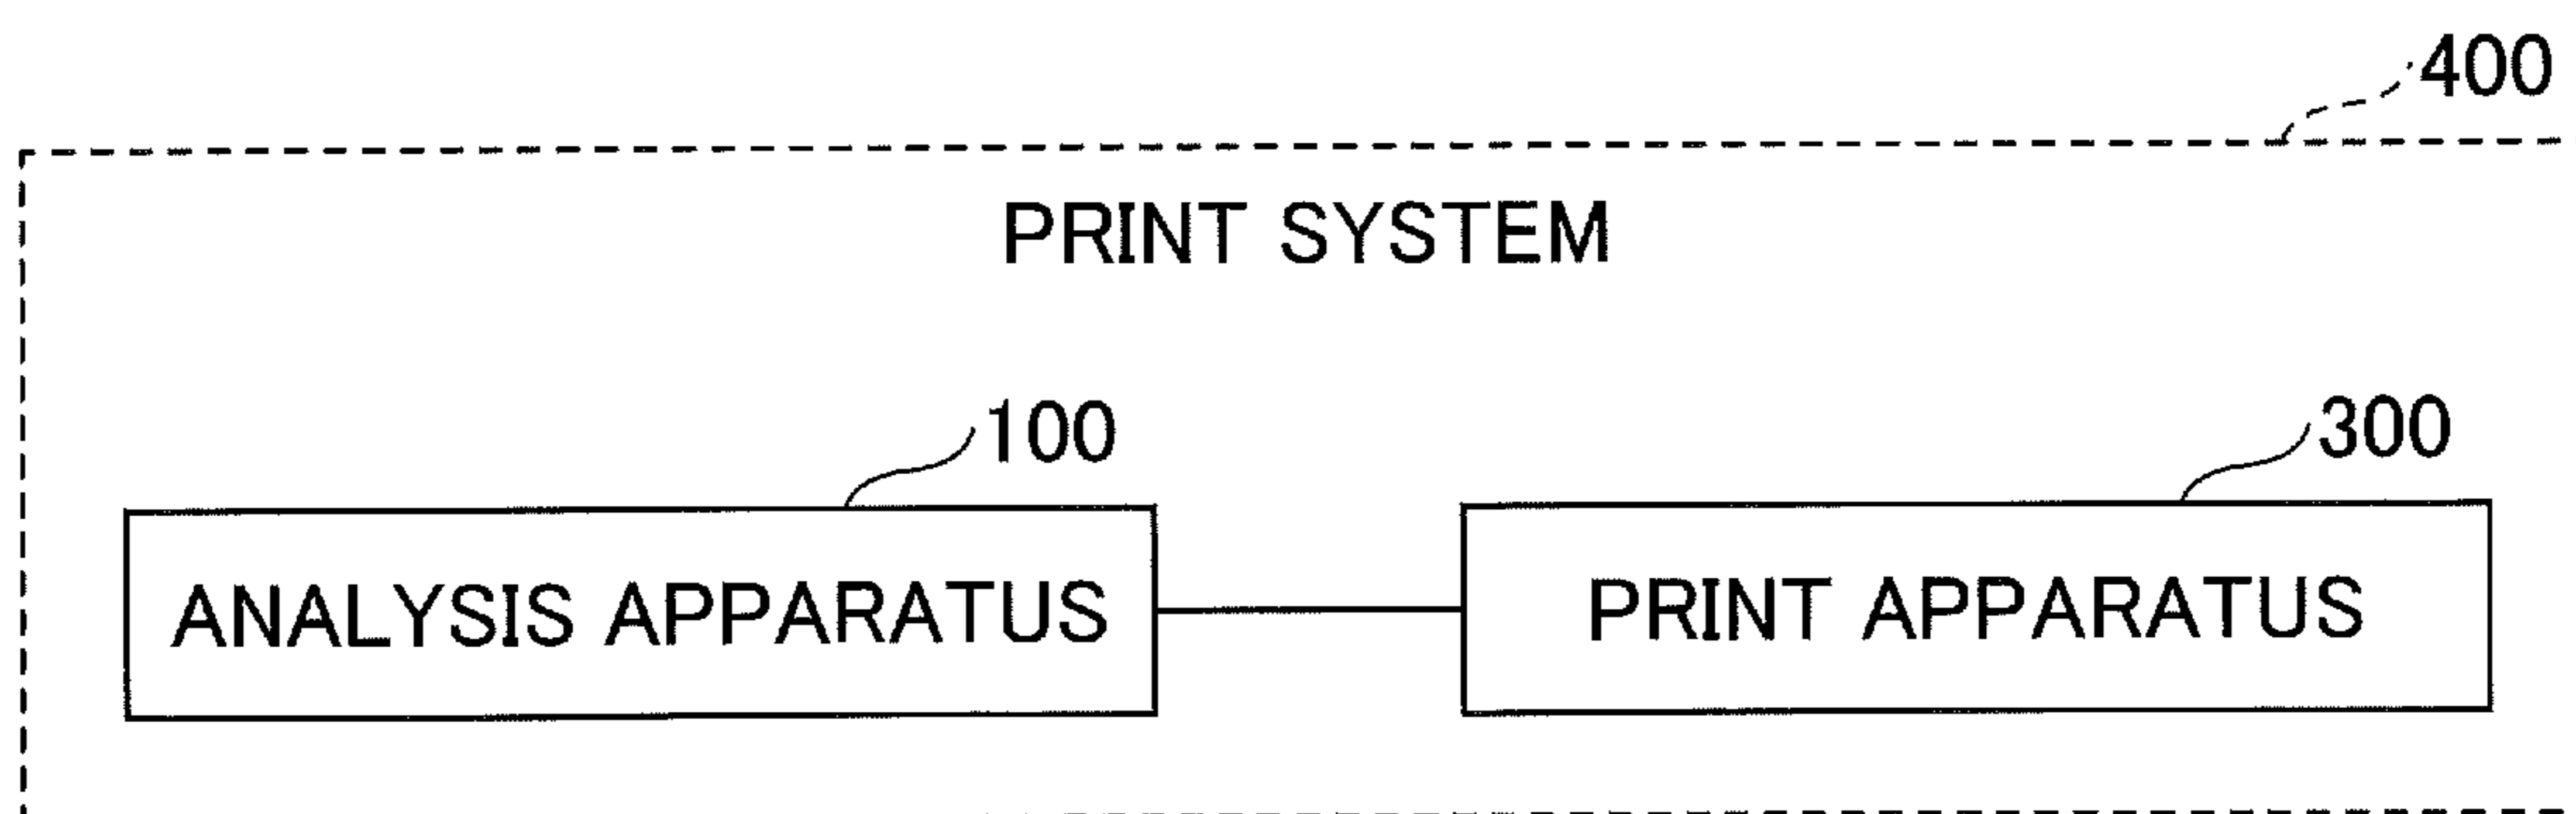 400
PRINT SYSTEM
100
300
ANALYSIS APPARATUS
PRINT APPARATUS